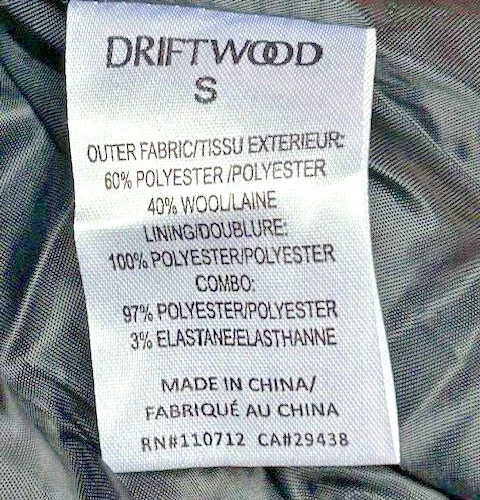 DRIFTWOOD
S
OUTER FABRIC/TISSU EXTERIEUR:
60% POLYESTER /POLYESTER
40% WOOL/LAINE
LINING/DOUBLURE:
100% POLYESTER/POLYESTER
COMBO:
97% POLYESTER/POLYESTER
3% ELASTANE/ELASTHANNE
MADE IN CHINA/
FABRIQUÉ AU CHINA
RN#110712 CA#29438